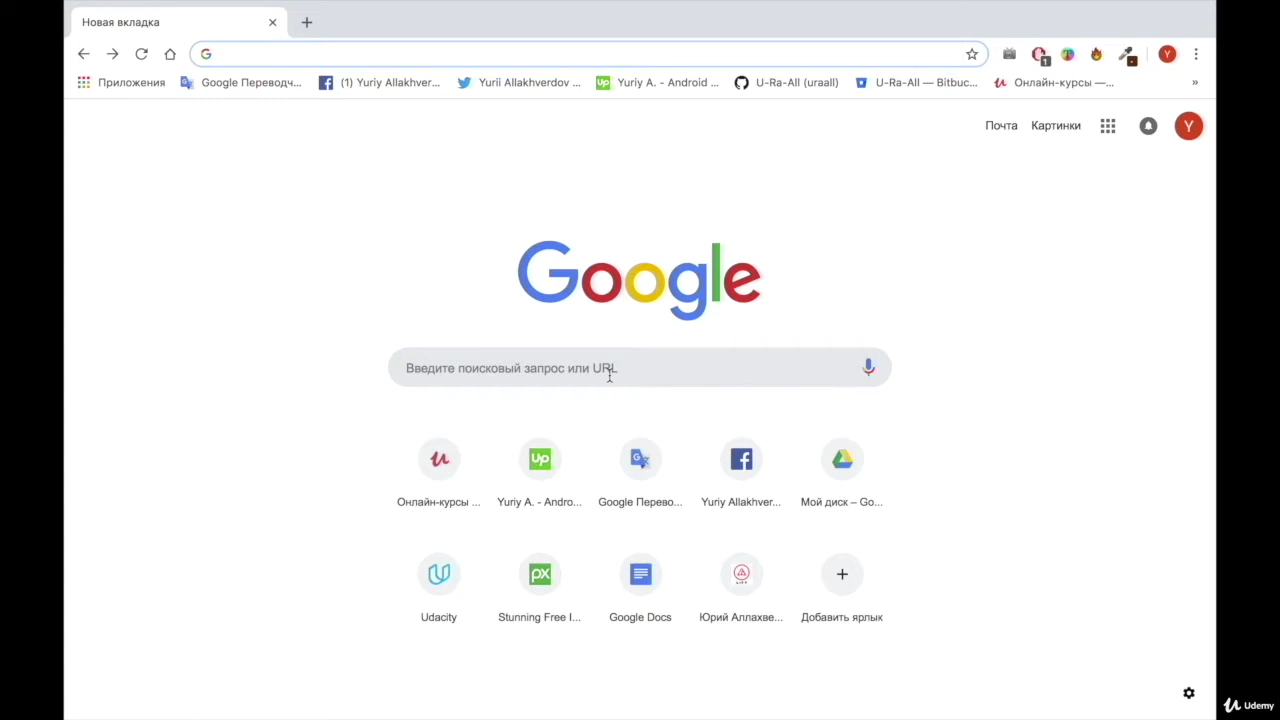 Новая вкладка
Приложения
Google Переводч...
(1) Yuriy Allakhver...
Yurii Allakhverdov ...
Yuriy A. - Android ...
U-Ra-All (uraall)
U-Ra-All — Bitbuc...
Онлайн-курсы —...
»
Почта
Картинки
Y
Google
Введите поисковый запрос или URL
Онлайн-курсы ...
Yuriy A. - Andro...
Google Перево...
Yuriy Allakhver...
Мой диск – Go...
Udacity
Stunning Free I...
Google Docs
Юрий Аллахве...
Добавить ярлык
Udemy